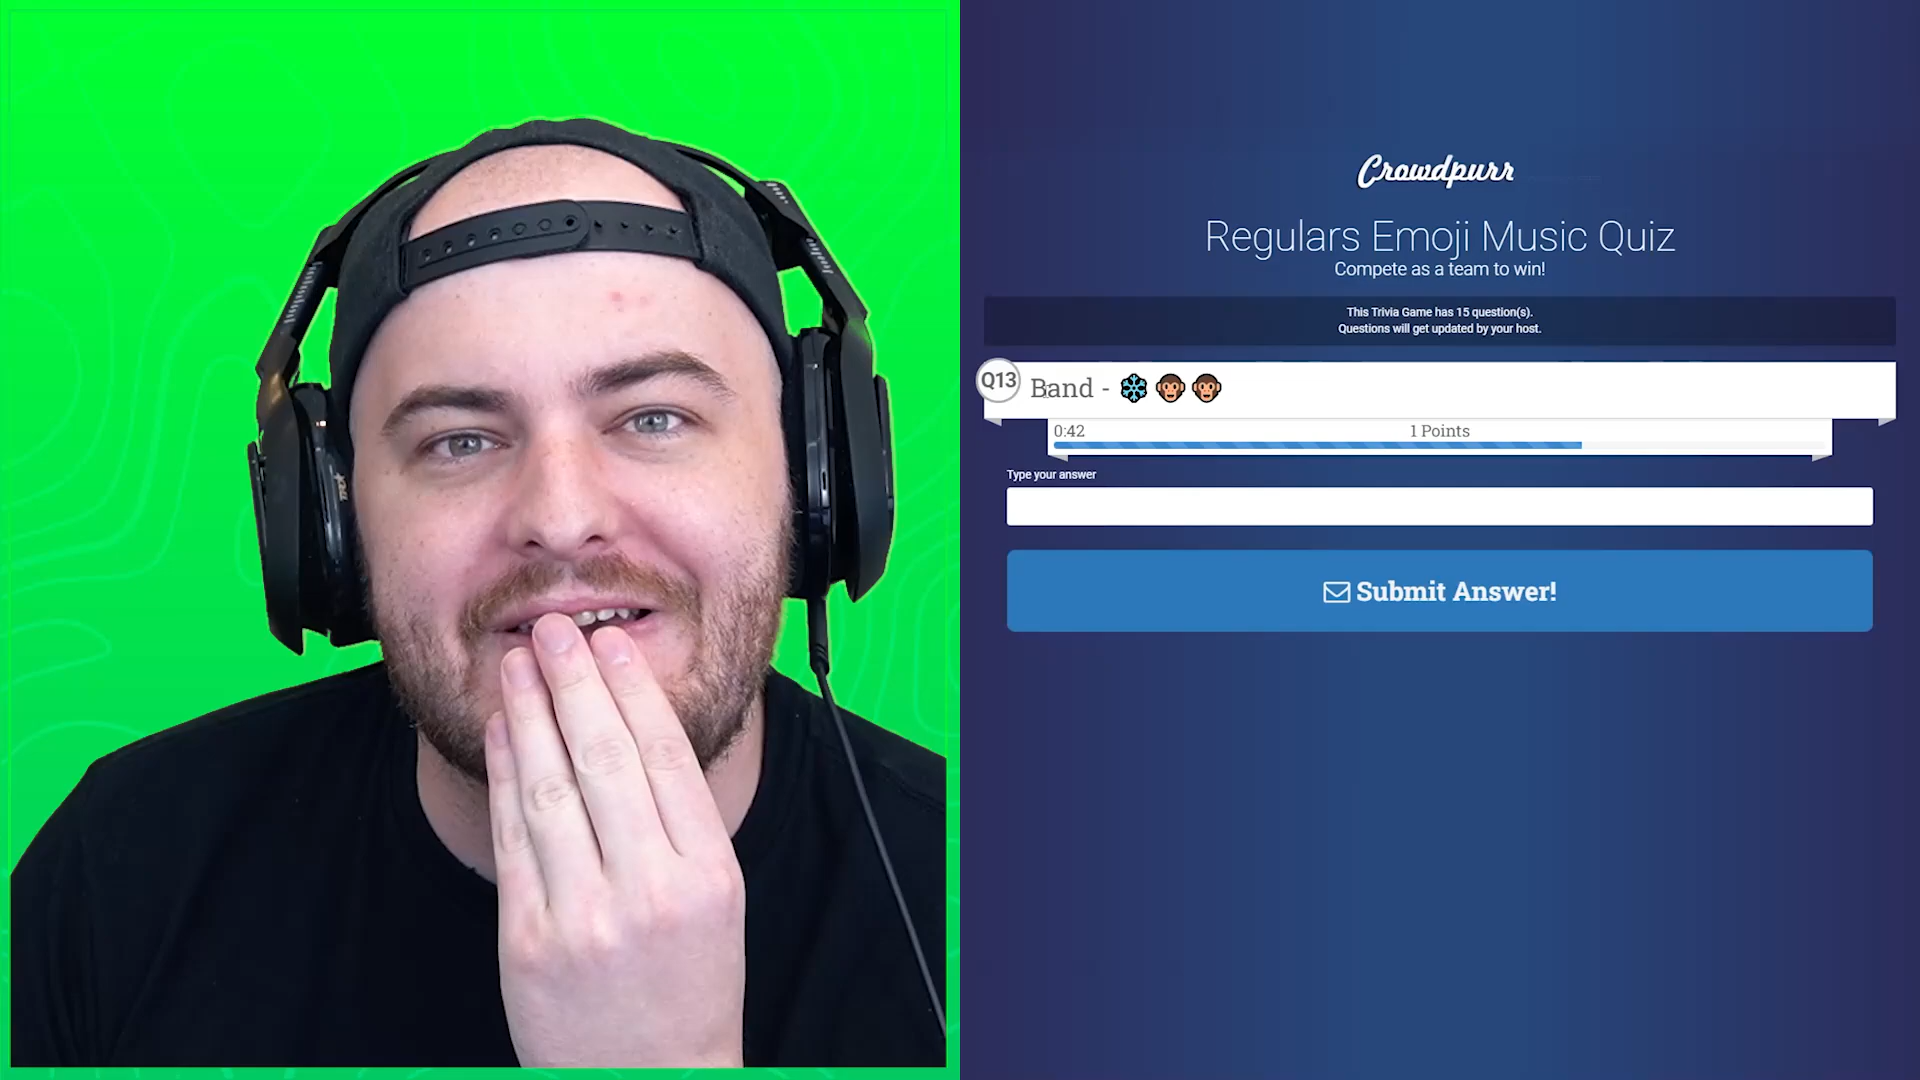 Crowdpurr
Regulars Emoji Music Quiz
Compete as a team to win!
This Trivia Game has 15 question(s).
Questions will get updated by your host.
Q13 Band - ❄️🐵🐵
0:42 1 Points
Type your answer
Submit Answer!